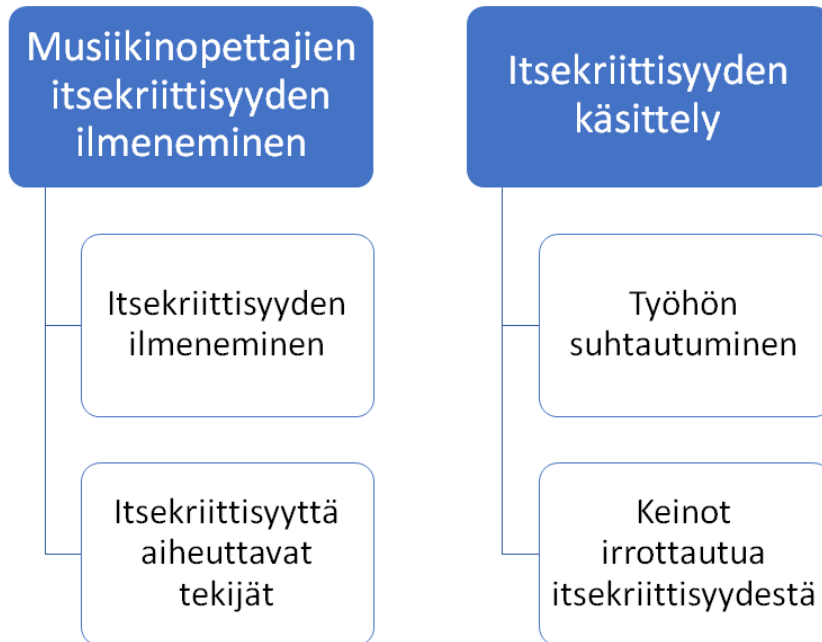 Musiikinopettajien
itsekriittisyyden
ilmeneminen
Itsekriittisyyden
ilmeneminen
Itsekriittisyyttä
aiheuttavat
tekijät
Itsekriittisyyden
käsittely
Työhön
suhtautuminen
Keinot
irrottautua
itsekriittisyydestä